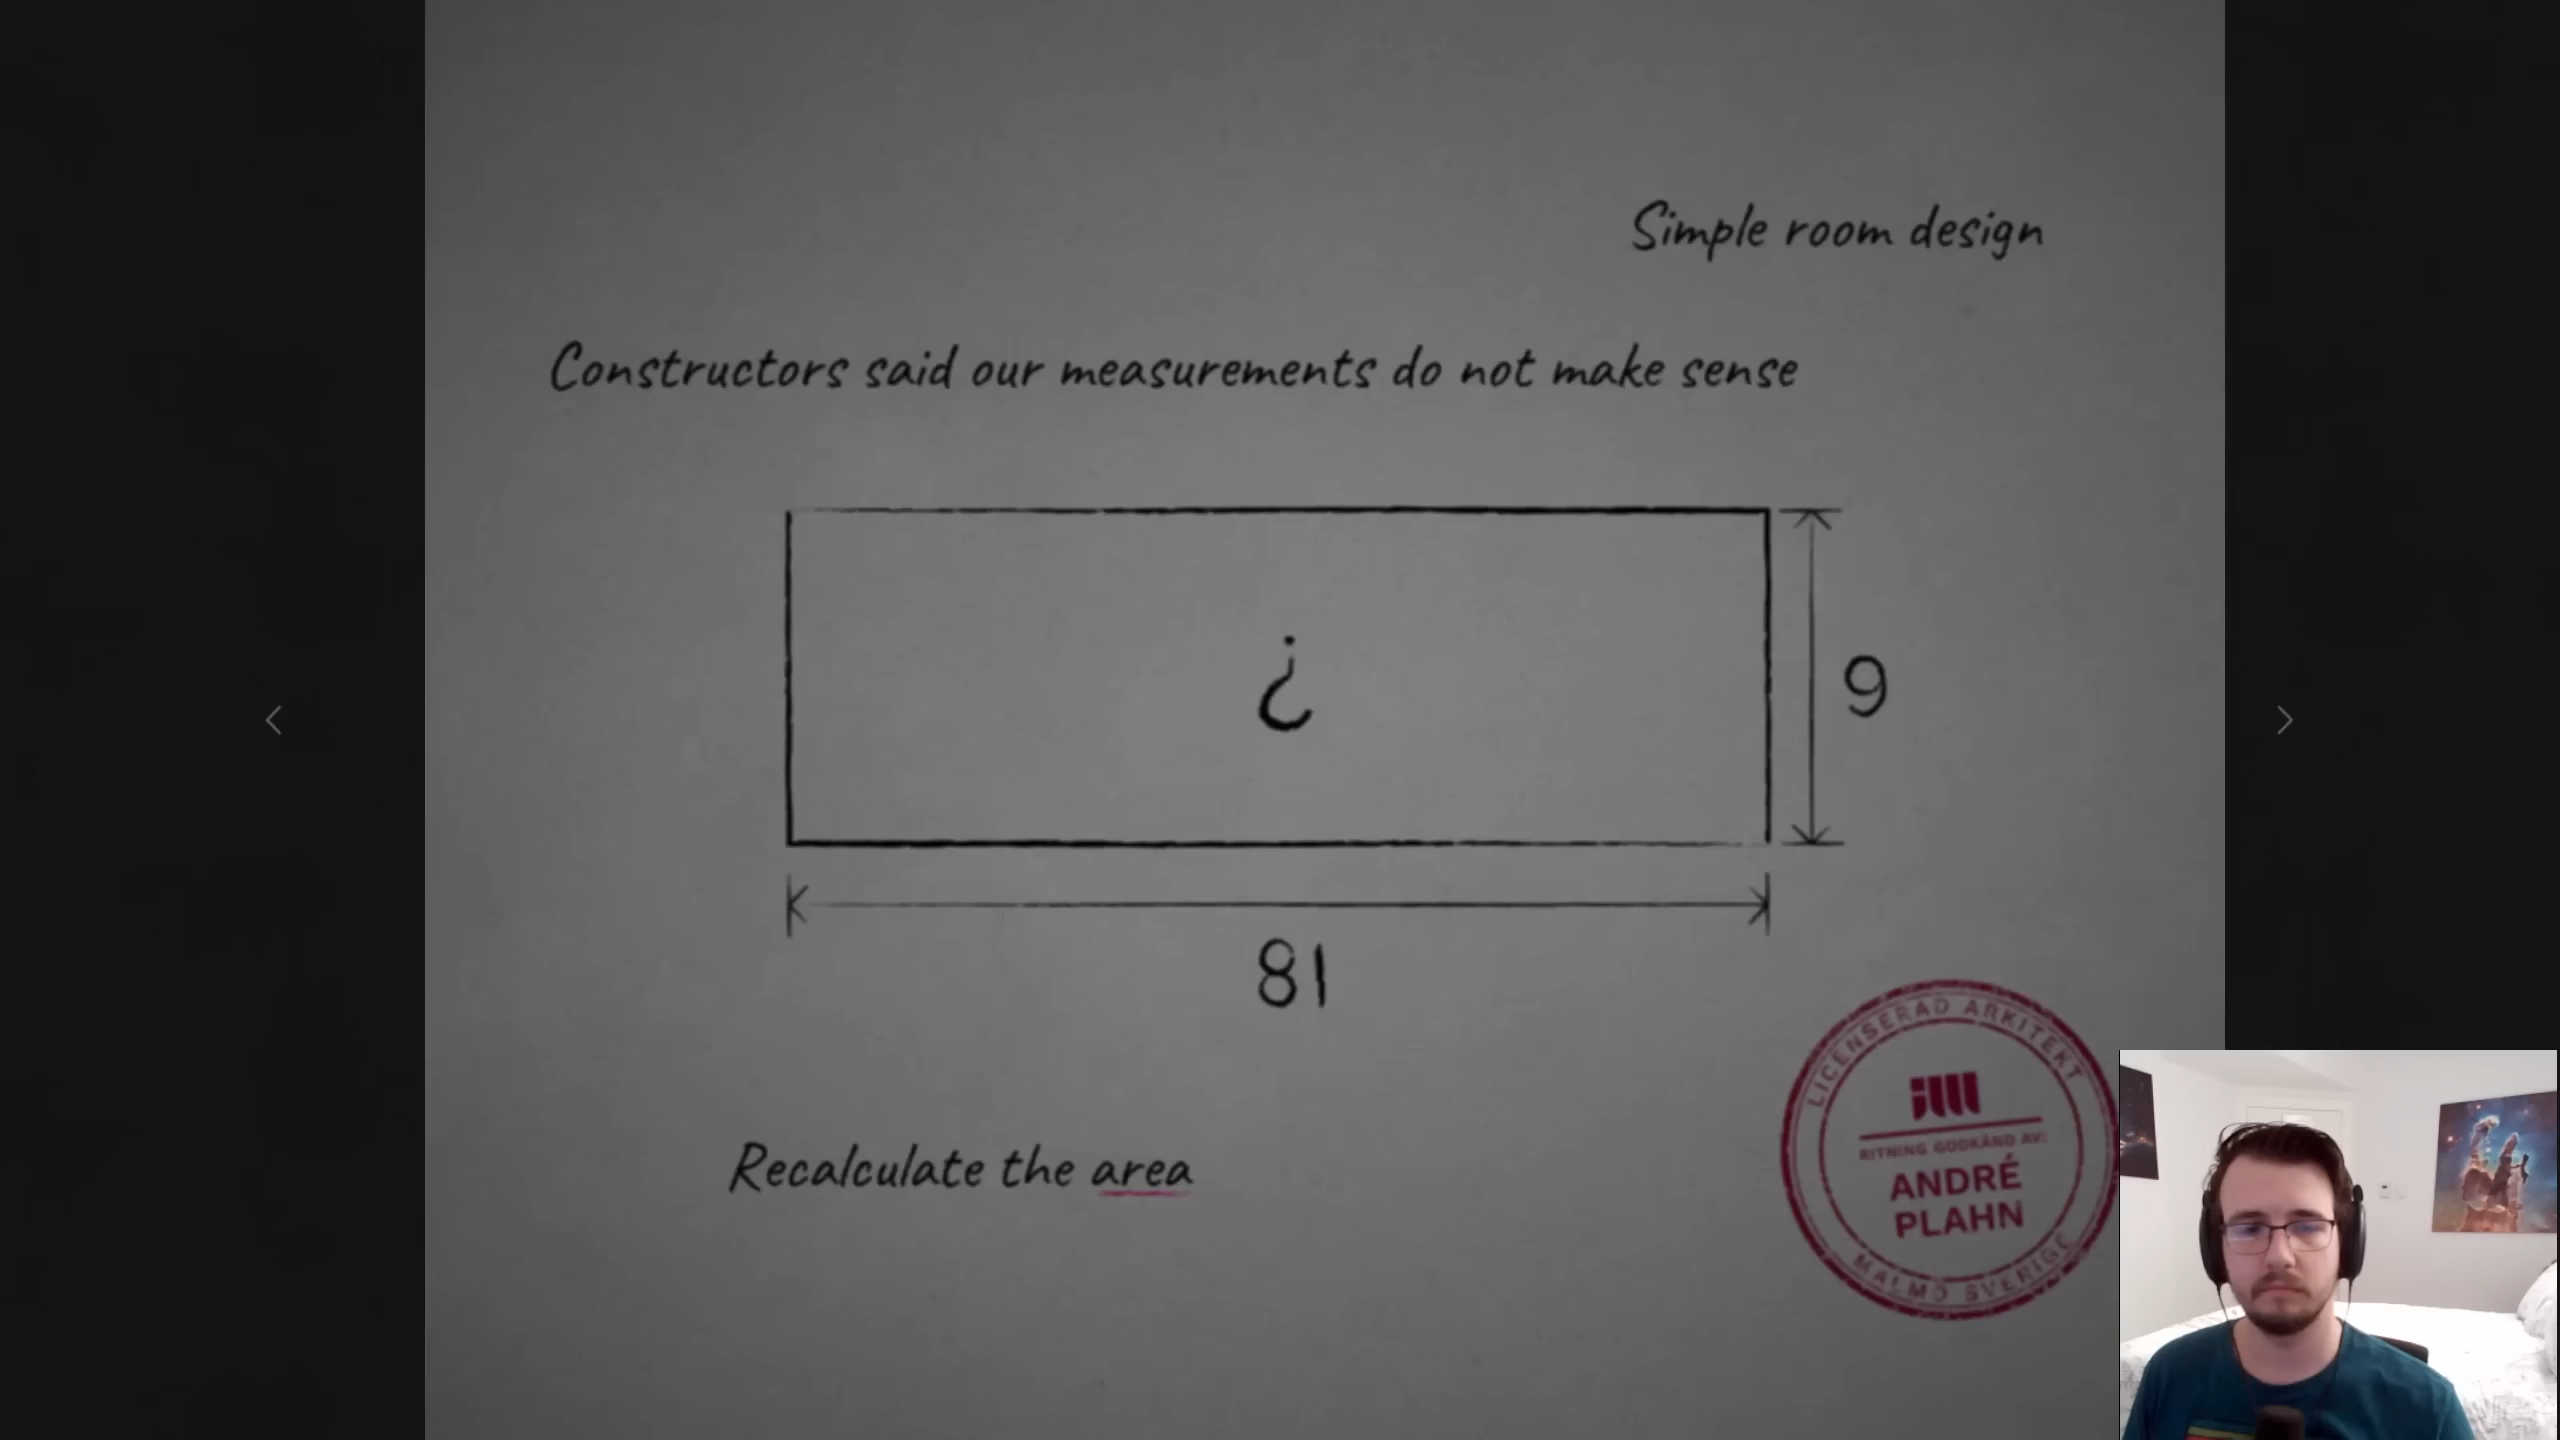 Simple room design
Constructors said our measurements do not make sense
¿
9
81
Recalculate the area
LICENSERAD ARKITEKT
RITNING GODKÄND AV:
ANDRÉ
PLAHN
MALMÖ SVERIGE